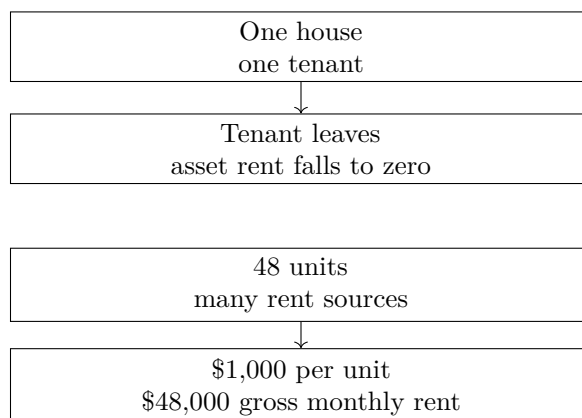 One house
one tenant
Tenant leaves
asset rent falls to zero
48 units
many rent sources
$1,000 per unit
$48,000 gross monthly rent